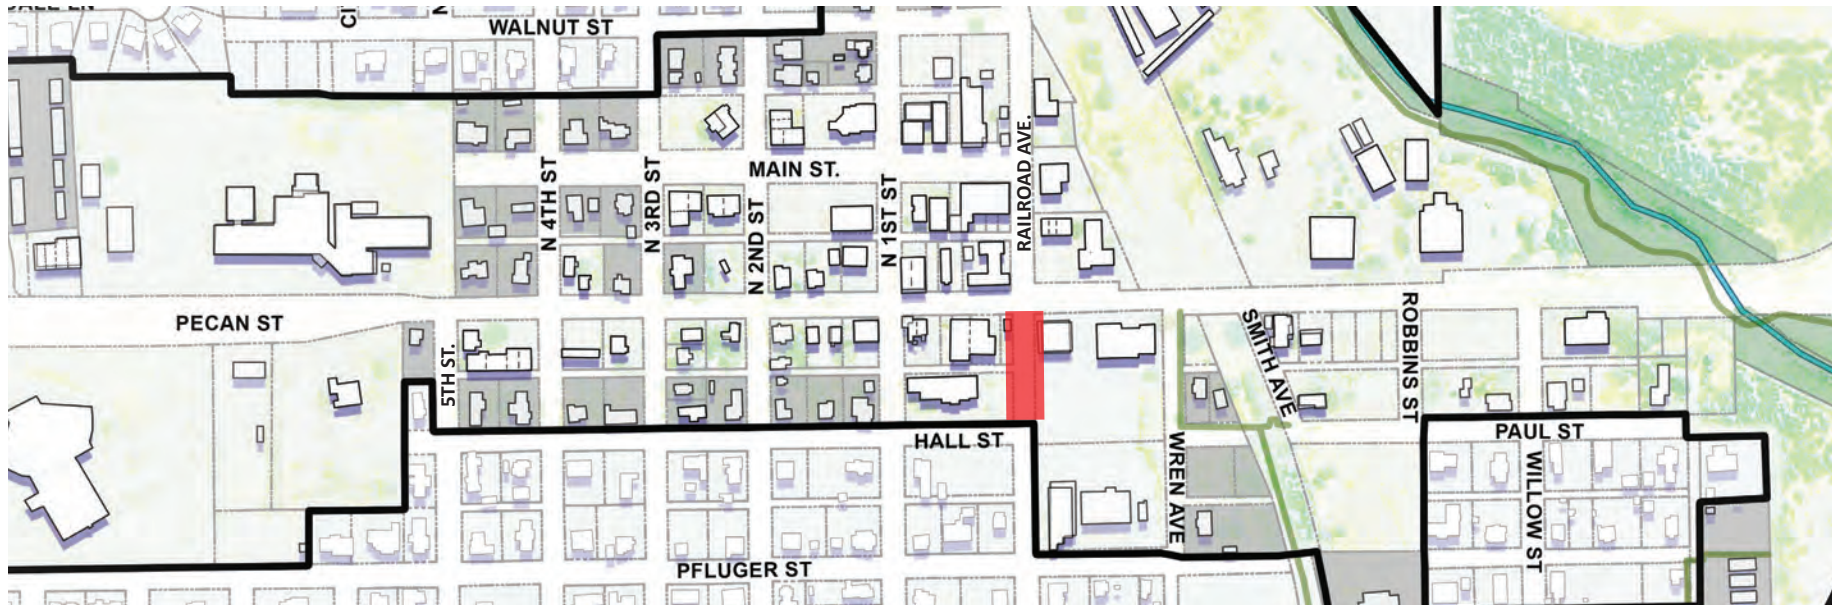 WALNUT ST
MAIN ST.
N 4TH ST
N 3RD ST
N 2ND ST
N 1ST ST
RAILROAD AVE.
PECAN ST
5TH ST.
SMITH AVE
ROBBINS ST
HALL ST
WREN AVE
PAUL ST
WILLOW ST
PFLUGER ST